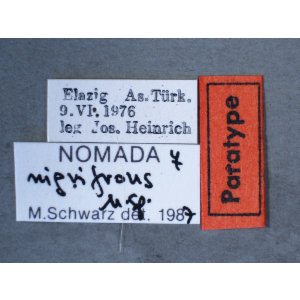 Elazig As. Türk.
9.VI.1976
leg Jos. Heinrich
NOMADA ♀
nigrifrons
n.sp.
M.Schwarz det. 1987
Paratype